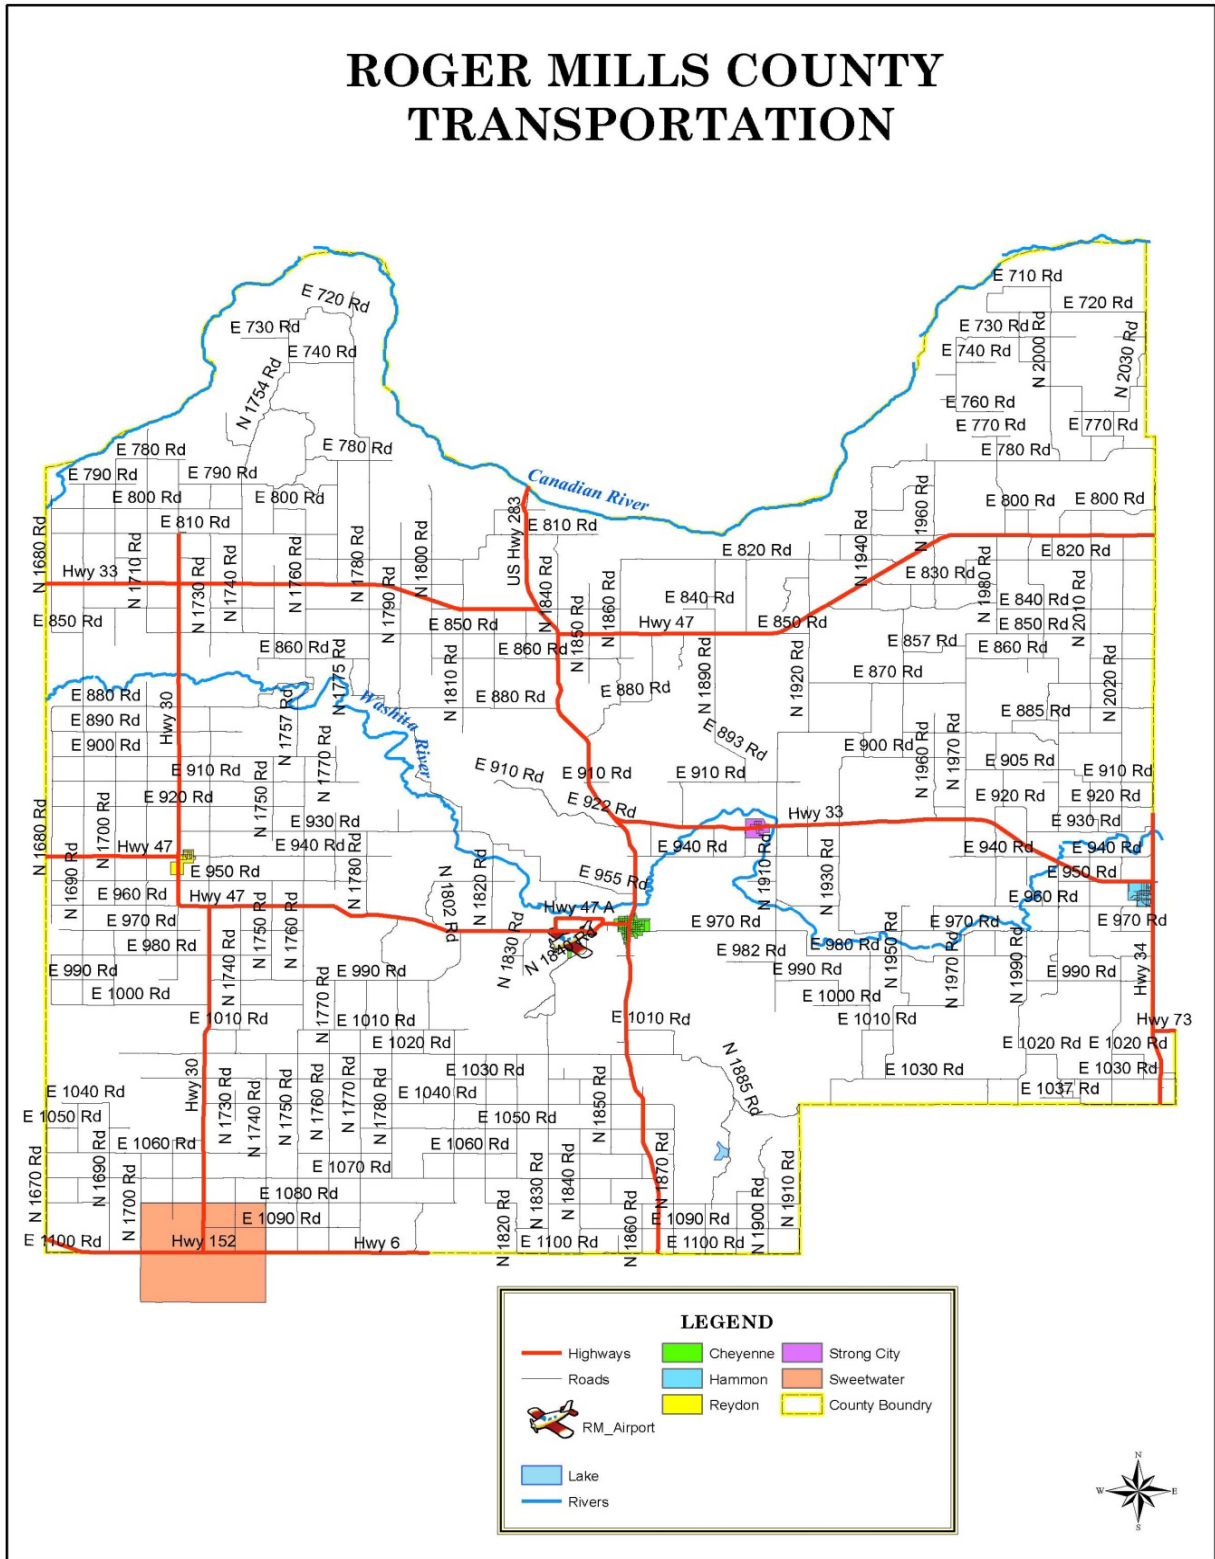 ROGER MILLS COUNTY
TRANSPORTATION
E 710 Rd
E 720 Rd
E 720 Rd
E 730 Rd
E 730 Rd
N 2000 Rd
N 2030 Rd
E 740 Rd
E 740 Rd
N 1754 Rd
E 760 Rd
E 770 Rd
E 770 Rd
E 780 Rd
E 780 Rd
E 780 Rd
E 790 Rd
E 790 Rd
Canadian River
E 800 Rd
E 800 Rd
E 800 Rd
E 800 Rd
N 1960 Rd
E 810 Rd
US Hwy 283
E 810 Rd
N 1680 Rd
N 1710 Rd
N 1730 Rd
N 1740 Rd
N 1760 Rd
N 1780 Rd
N 1790 Rd
N 1800 Rd
N 1840 Rd
E 820 Rd
N 1940 Rd
E 820 Rd
Hwy 33
E 830 Rd
N 1980 Rd
N 1850 Rd
N 1860 Rd
E 840 Rd
E 840 Rd
N 2010 Rd
E 850 Rd
E 850 Rd
Hwy 47
E 850 Rd
E 850 Rd
E 860 Rd
E 860 Rd
E 857 Rd
E 860 Rd
N 1775 Rd
N 1810 Rd
N 1890 Rd
N 1920 Rd
E 870 Rd
N 2020 Rd
E 880 Rd
Hwy 30
E 880 Rd
E 880 Rd
Washita River
E 890 Rd
N 1757 Rd
E 885 Rd
E 900 Rd
E 893 Rd
E 900 Rd
N 1960 Rd
N 1970 Rd
E 905 Rd
E 910 Rd
N 1750 Rd
N 1770 Rd
E 910 Rd
E 910 Rd
E 910 Rd
E 910 Rd
E 920 Rd
E 922 Rd
E 920 Rd
E 920 Rd
N 1680 Rd
N 1700 Rd
E 930 Rd
Hwy 33
E 930 Rd
Hwy 47
E 940 Rd
E 940 Rd
E 940 Rd
E 940 Rd
E 950 Rd
N 1780 Rd
E 955 Rd
N 1910 Rd
N 1930 Rd
E 950 Rd
N 1690 Rd
E 960 Rd
Hwy 47
N 1802 Rd
N 1820 Rd
E 960 Rd
Hwy 47 A
E 970 Rd
N 1750 Rd
N 1760 Rd
E 970 Rd
E 970 Rd
E 970 Rd
E 980 Rd
N 1740 Rd
N 1830 Rd
N 1840 Rd
E 982 Rd
E 980 Rd
N 1950 Rd
N 1970 Rd
N 1990 Rd
Hwy 34
E 990 Rd
E 990 Rd
E 990 Rd
E 990 Rd
E 1000 Rd
N 1770 Rd
E 1000 Rd
E 1010 Rd
E 1010 Rd
E 1010 Rd
E 1010 Rd
Hwy 73
E 1020 Rd
E 1020 Rd
E 1020 Rd
E 1030 Rd
N 1885 Rd
E 1030 Rd
E 1030 Rd
E 1040 Rd
Hwy 30
E 1040 Rd
E 1037 Rd
E 1050 Rd
N 1730 Rd
N 1740 Rd
N 1750 Rd
N 1760 Rd
N 1770 Rd
N 1780 Rd
E 1050 Rd
N 1850 Rd
E 1060 Rd
E 1060 Rd
N 1670 Rd
N 1690 Rd
N 1700 Rd
E 1070 Rd
N 1830 Rd
N 1840 Rd
N 1870 Rd
E 1080 Rd
N 1900 Rd
N 1910 Rd
E 1090 Rd
N 1820 Rd
N 1860 Rd
E 1090 Rd
E 1100 Rd
Hwy 152
Hwy 6
E 1100 Rd
E 1100 Rd
LEGEND
Highways
Cheyenne
Strong City
Roads
Hammon
Sweetwater
Reydon
County Boundry
RM_Airport
Lake
Rivers
N
W
E
S